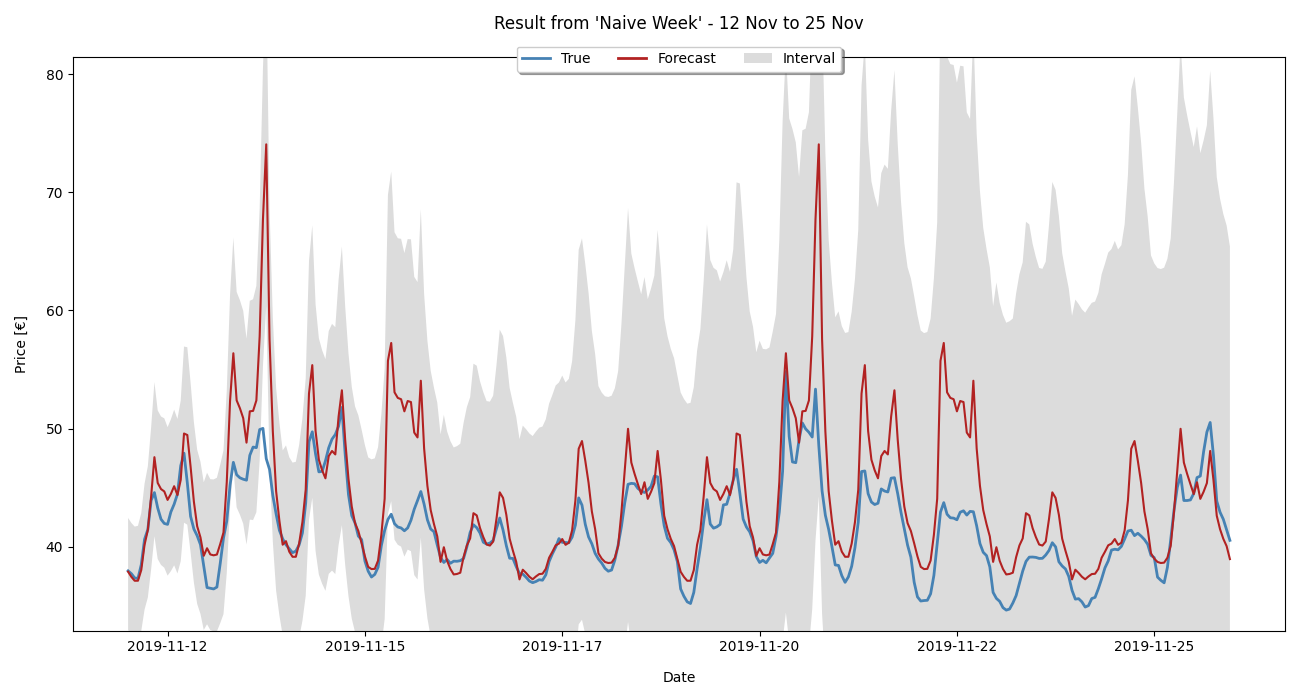 Result from 'Naive Week' - 12 Nov to 25 Nov
True Forecast Interval
80
70
60
50
40
Price [€]
2019-11-12 2019-11-15 2019-11-17 2019-11-20 2019-11-22 2019-11-25
Date